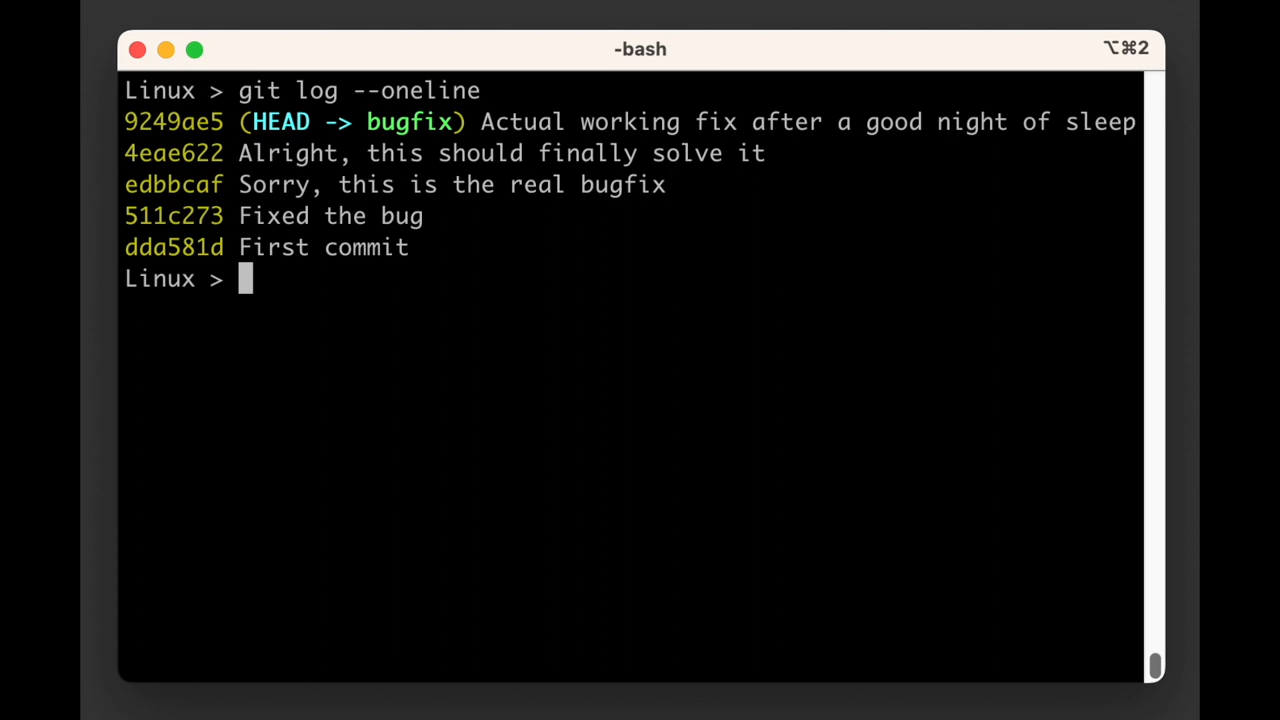 -bash
⌥⌘2
Linux > git log --oneline
9249ae5 (HEAD -> bugfix) Actual working fix after a good night of sleep
4eae622 Alright, this should finally solve it
edbbcaf Sorry, this is the real bugfix
511c273 Fixed the bug
dda581d First commit
Linux >